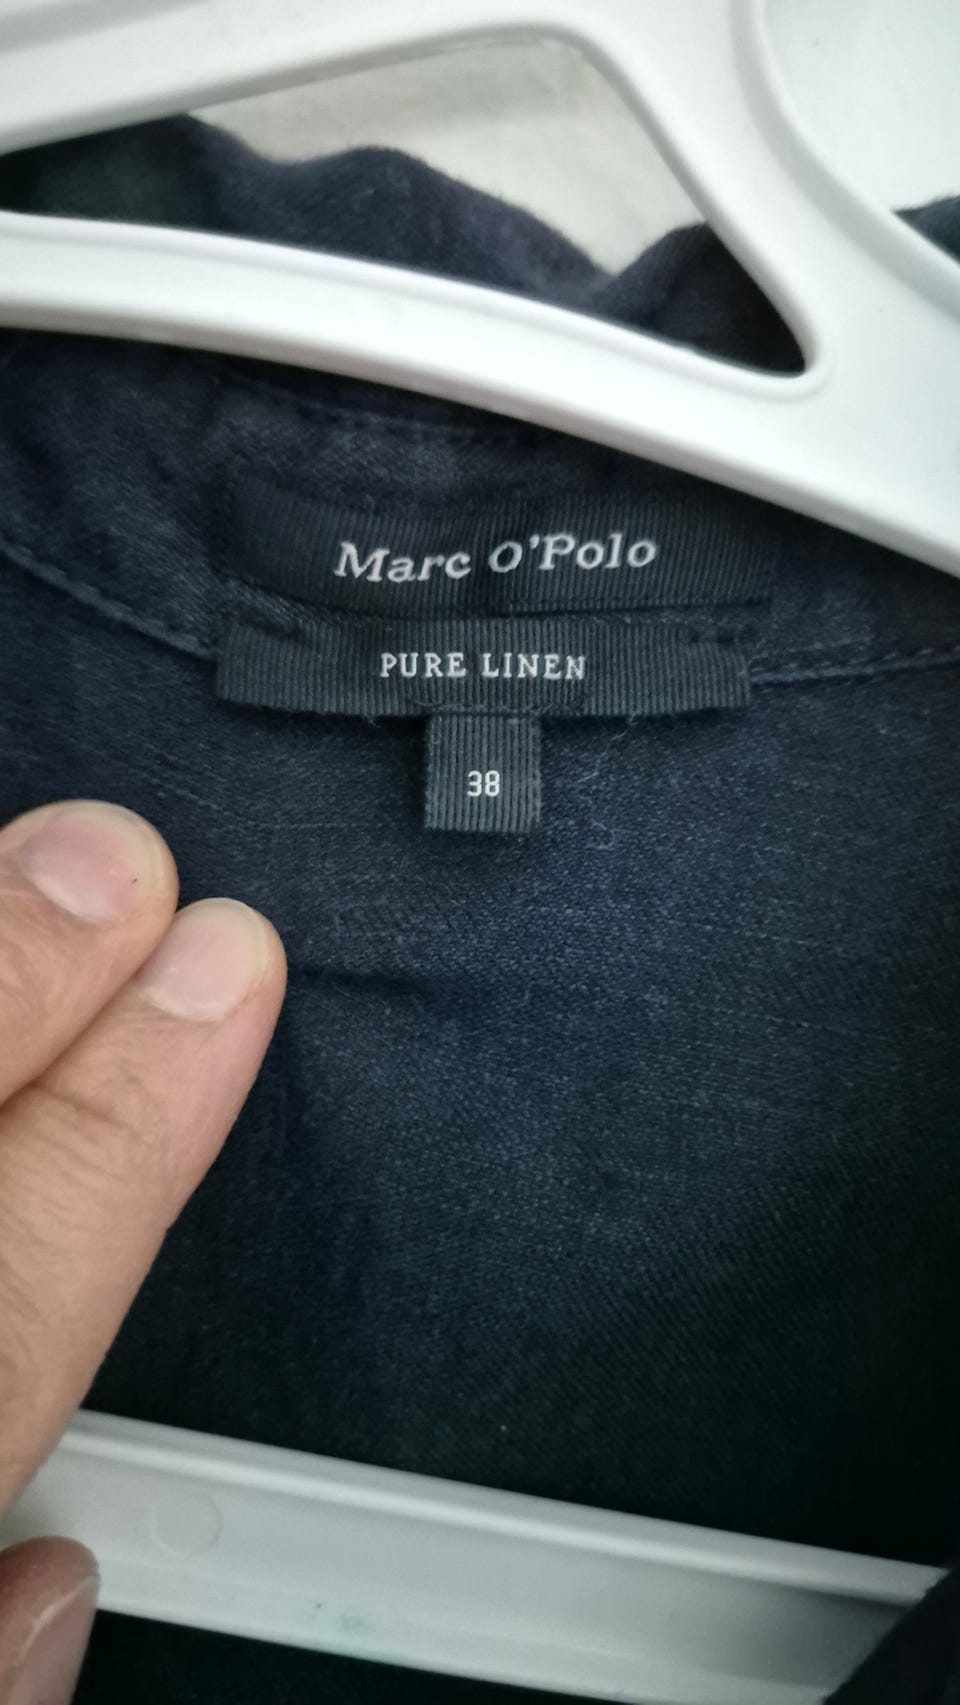 Marc O'Polo
PURE LINEN
38